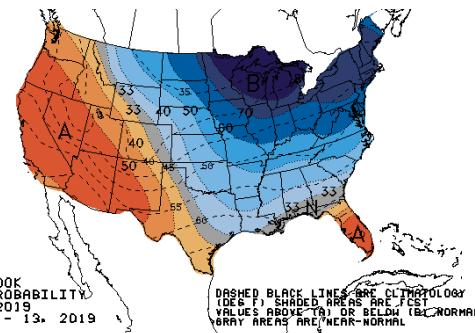 B
A
33
35
33
40
50
70
60
40
40
45
50
50
55
60
33
33
N
A
OOK
ROBABILITY
2019
- 13, 2019
DASHED BLACK LINES ARE CLIMATOLOGY
(DEG F) SHADED AREAS ARE FCST
VALUES ABOVE (A) OR BELOW (B) NORMA
GRAY AREAS ARE NEAR-NORMAL